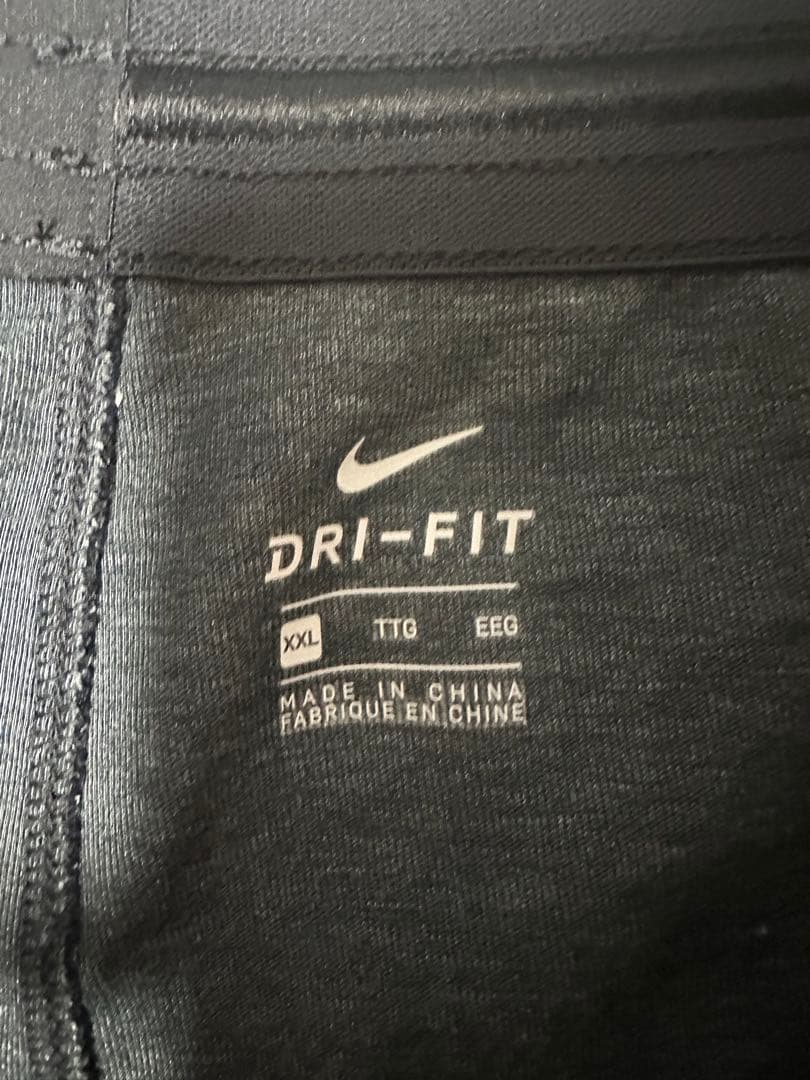 DRI-FIT
XXL TTG EEG
MADE IN CHINA
FABRIQUE EN CHINE